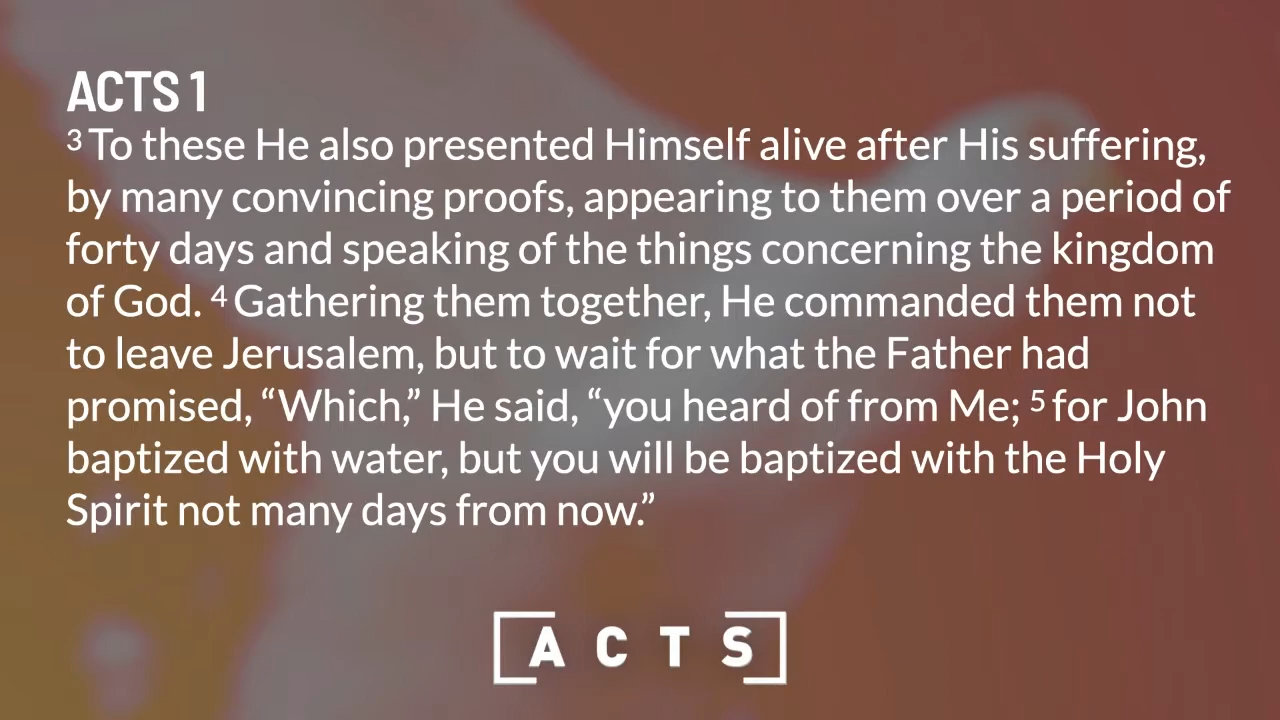 ACTS 1
3 To these He also presented Himself alive after His suffering,
by many convincing proofs, appearing to them over a period of
forty days and speaking of the things concerning the kingdom
of God. 4 Gathering them together, He commanded them not
to leave Jerusalem, but to wait for what the Father had
promised, “Which,” He said, “you heard of from Me; 5 for John
baptized with water, but you will be baptized with the Holy
Spirit not many days from now.”
ACTS